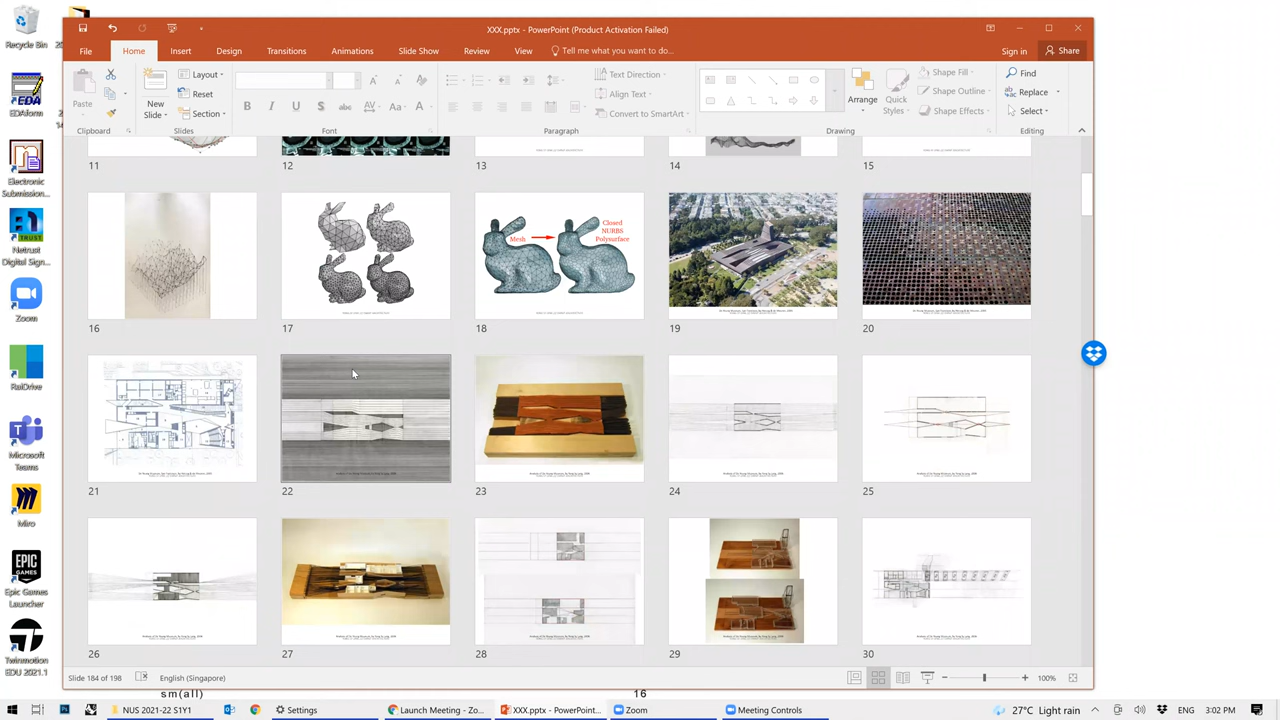 Recycle Bin
EDAform
Electronic
Submission...
Netrust
Digital Sign...
Zoom
RaiDrive
Microsoft
Teams
Miro
Epic Games
Launcher
Twinmotion
EDU 2021.1
XXX.pptx - PowerPoint (Product Activation Failed)
File
Home
Insert
Design
Transitions
Animations
Slide Show
Review
View
Tell me what you want to do...
Sign in
Share
Paste
Clipboard
New
Slide
Layout
Reset
Section
Slides
Font
Text Direction
Align Text
Convert to SmartArt
Paragraph
Arrange
Quick
Styles
Shape Fill
Shape Outline
Shape Effects
Drawing
Find
Replace
Select
Editing
11
12
13
14
15
Mesh
Closed
NURBS
Polysurface
16
17
18
19
20
21
22
23
24
25
26
27
28
29
30
Slide 184 of 198
English (Singapore)
100%
sm(all)
16
NUS 2021-22 S1Y1
Settings
Launch Meeting - Zo...
XXX.pptx - PowerPoi...
Zoom
Meeting Controls
27°C Light rain
ENG
3:02 PM